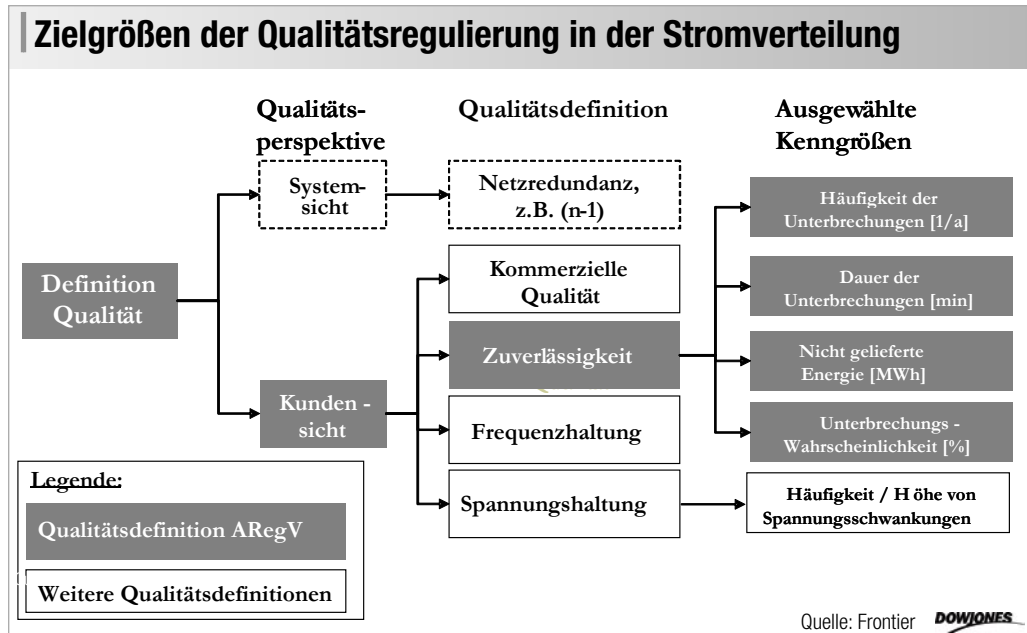 Zielgrößen der Qualitätsregulierung in der Stromverteilung
Qualitäts-
perspektive
Qualitätsdefinition
Ausgewählte
Kenngrößen
System-
sicht
Netzredundanz,
z.B. (n-1)
Häufigkeit der
Unterbrechungen [1/a]
Definition
Qualität
Kommerzielle
Qualität
Dauer der
Unterbrechungen [min]
Zuverlässigkeit
Nicht gelieferte
Energie [MWh]
Kunden -
sicht
Frequenzhaltung
Unterbrechungs -
Wahrscheinlichkeit [%]
Spannungshaltung
Häufigkeit / H öhe von
Spannungsschwankungen
Legende:
Qualitätsdefinition ARegV
Weitere Qualitätsdefinitionen
Quelle: Frontier
DOWJONES